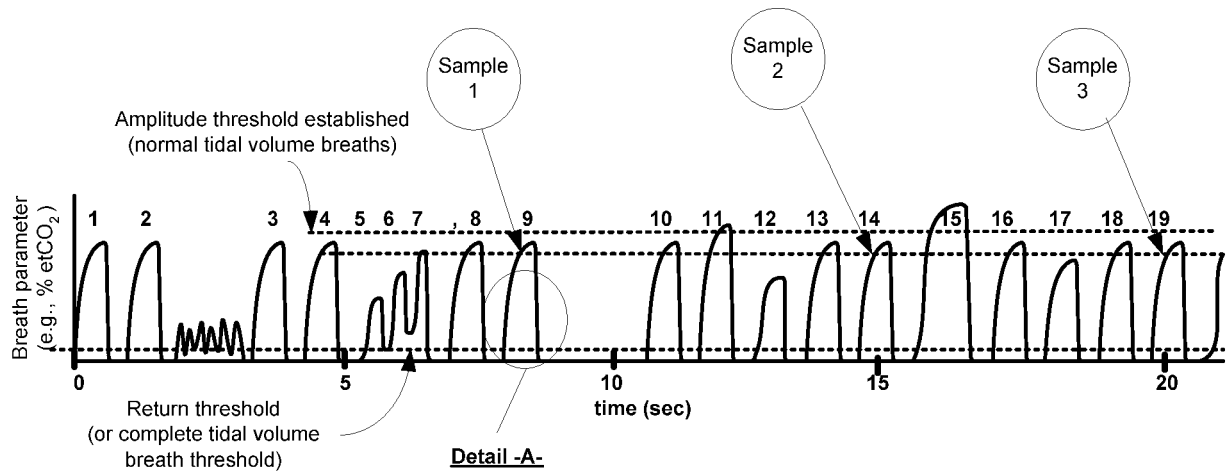 Sample
1
Sample
2
Sample
3
Amplitude threshold established
(normal tidal volume breaths)
Breath parameter
(e.g., % etCO₂ )
1 2 3 4 5 6 7 , 8 9 10 11 12 13 14 15 16 17 18 19
0 5 10 15 20
time (sec)
Return threshold
(or complete tidal volume
breath threshold)
Detail -A-